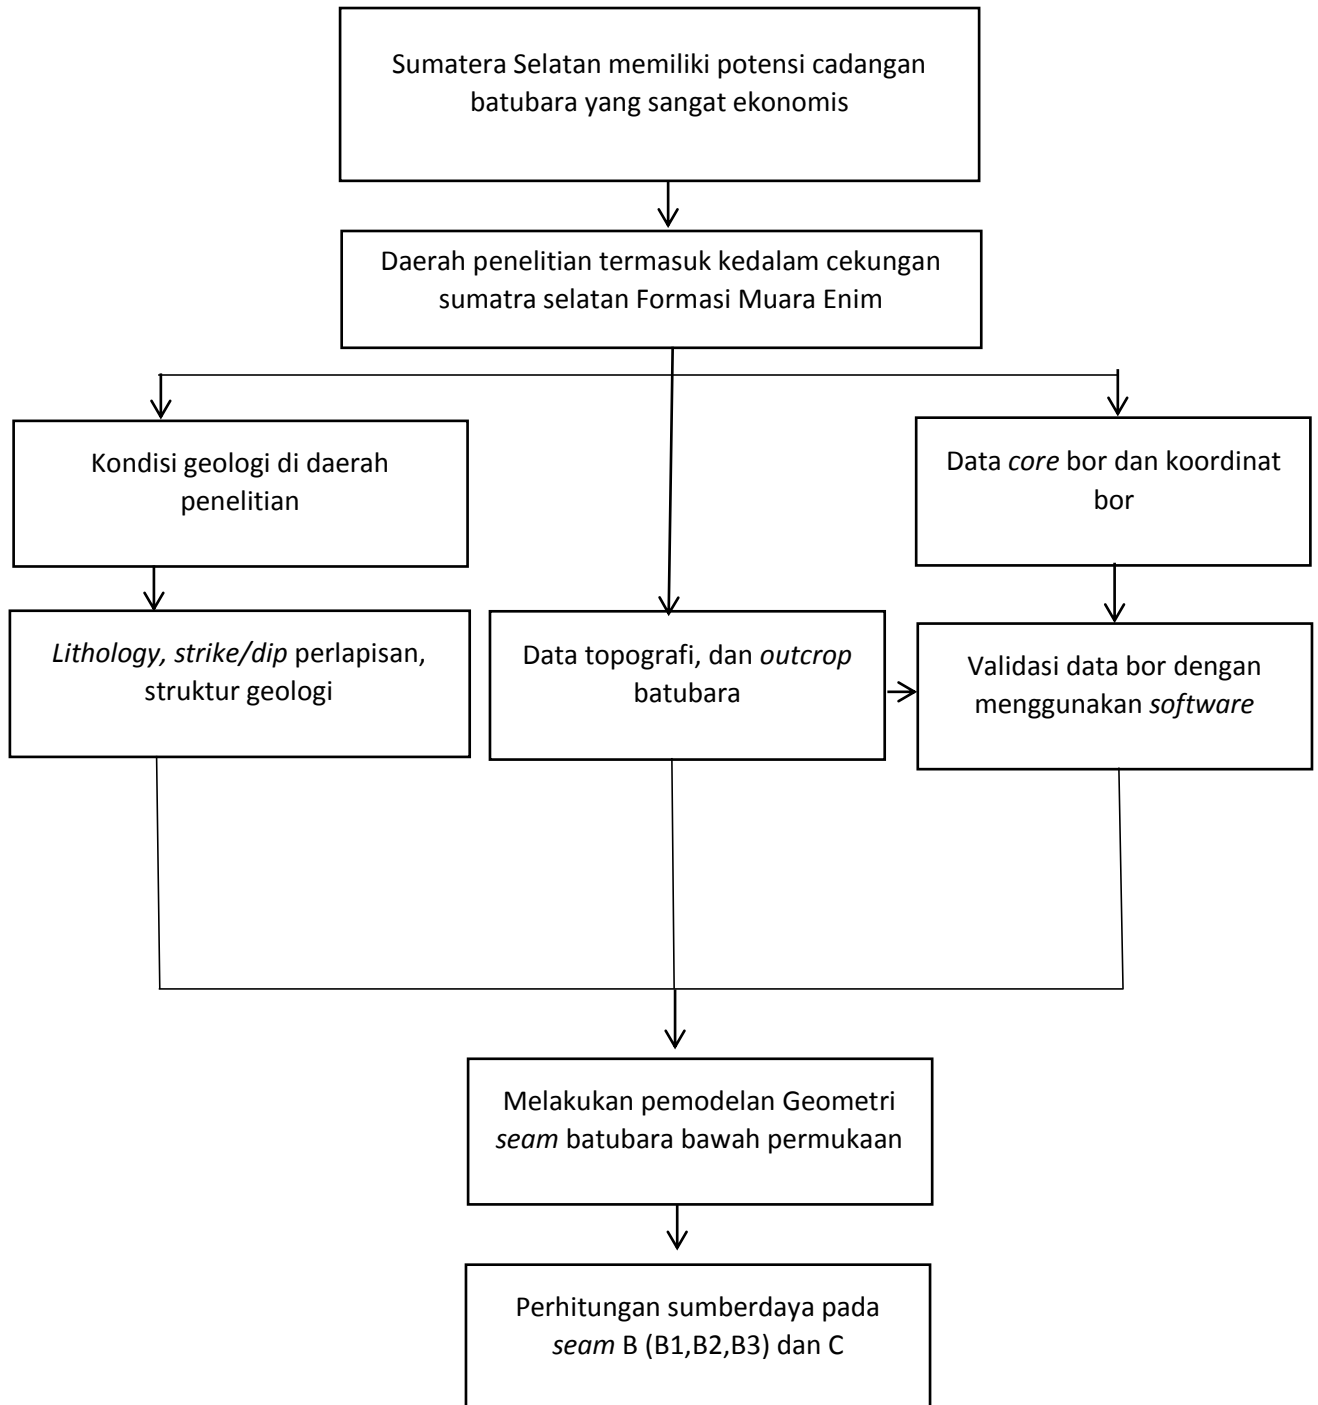 Sumatera Selatan memiliki potensi cadangan
batubara yang sangat ekonomis
Daerah penelitian termasuk kedalam cekungan
sumatra selatan Formasi Muara Enim
Kondisi geologi di daerah
penelitian
Data core bor dan koordinat
bor
Lithology, strike/dip perlapisan,
struktur geologi
Data topografi, dan outcrop
batubara
Validasi data bor dengan
menggunakan software
Melakukan pemodelan Geometri
seam batubara bawah permukaan
Perhitungan sumberdaya pada
seam B (B1,B2,B3) dan C